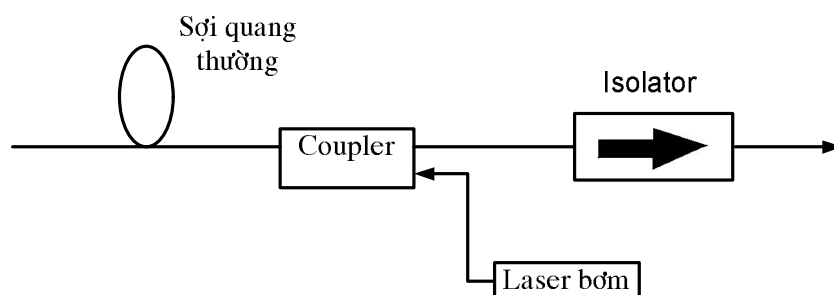 Sợi quang
thường
Isolator
Coupler
Laser bơm